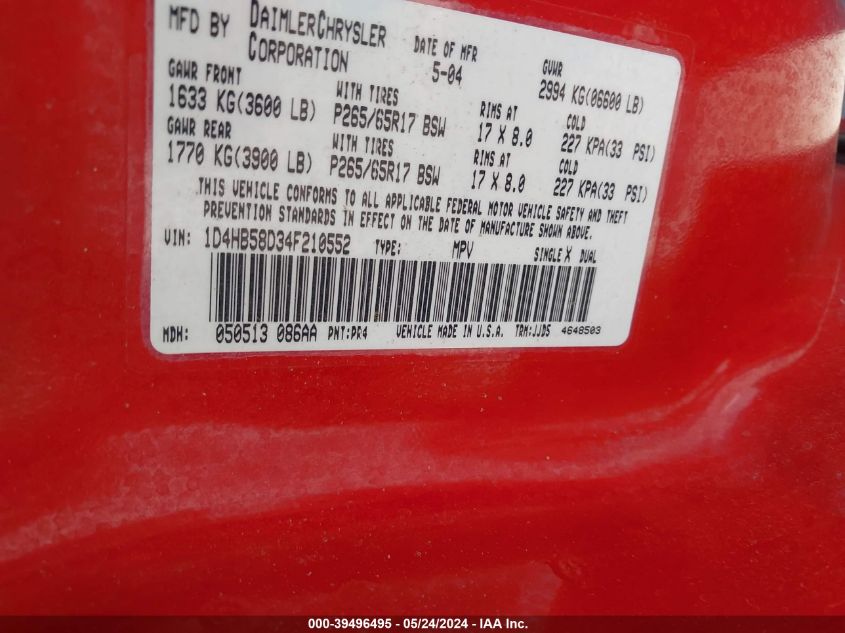 MFD BY DAIMLERCHRYSLER CORPORATION DATE OF MFR 5-04 GVWR 2994 KG(06600 LB)
GAWR FRONT WITH TIRES RIMS AT COLD
1633 KG(3600 LB) P265/65R17 BSW 17 X 8.0 227 KPA(33 PSI)
GAWR REAR WITH TIRES RIMS AT COLD
1770 KG(3900 LB) P265/65R17 BSW 17 X 8.0 227 KPA(33 PSI)
THIS VEHICLE CONFORMS TO ALL APPLICABLE FEDERAL MOTOR VEHICLE SAFETY AND THEFT
PREVENTION STANDARDS IN EFFECT ON THE DATE OF MANUFACTURE SHOWN ABOVE.
VIN: 1D4HB58D34F210552 TYPE: MPV SINGLE X DUAL
MDH: 050513 086AA PNT:PR4 VEHICLE MADE IN U.S.A. TRM:JJD5 4648503
000-39496495 - 05/24/2024 - IAA Inc.